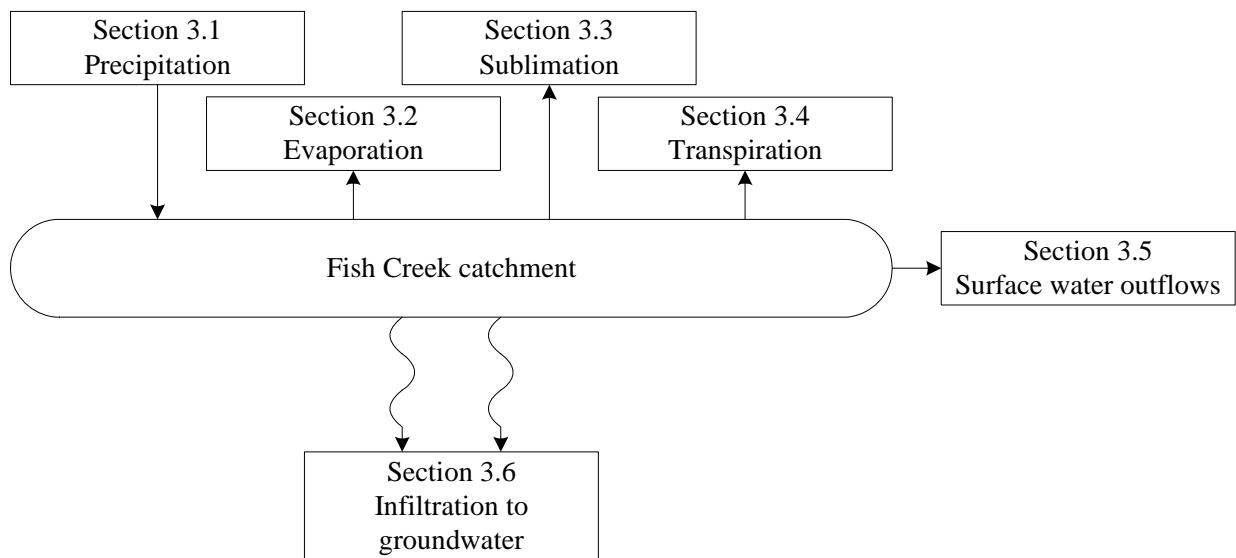 Section 3.1
Precipitation
Section 3.3
Sublimation
Section 3.2
Evaporation
Section 3.4
Transpiration
Fish Creek catchment
Section 3.5
Surface water outflows
Section 3.6
Infiltration to
groundwater